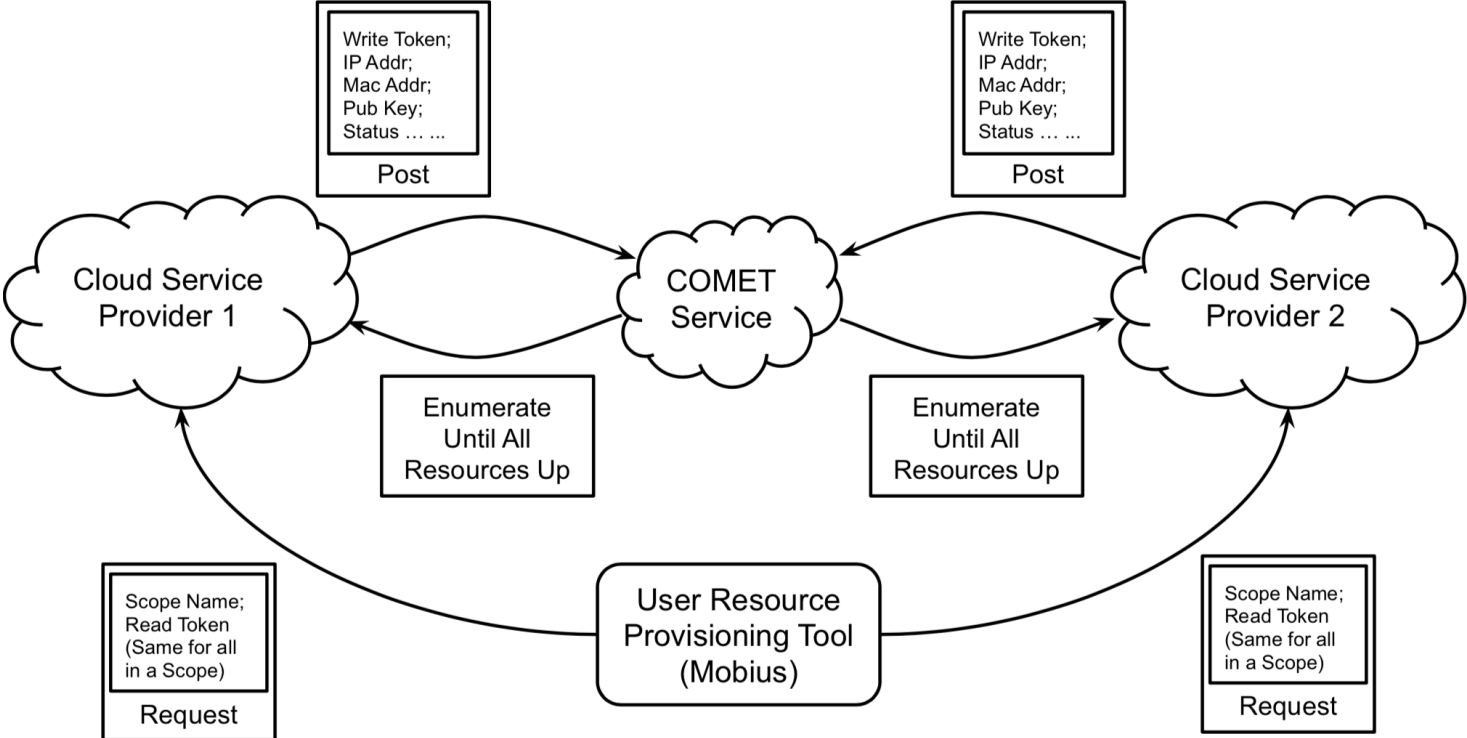 Write Token;
IP Addr;
Mac Addr;
Pub Key;
Status … ...
Post
Write Token;
IP Addr;
Mac Addr;
Pub Key;
Status … ...
Post
Cloud Service
Provider 1
COMET
Service
Cloud Service
Provider 2
Enumerate
Until All
Resources Up
Enumerate
Until All
Resources Up
Scope Name;
Read Token
(Same for all
in a Scope)
Request
User Resource
Provisioning Tool
(Mobius)
Scope Name;
Read Token
(Same for all
in a Scope)
Request